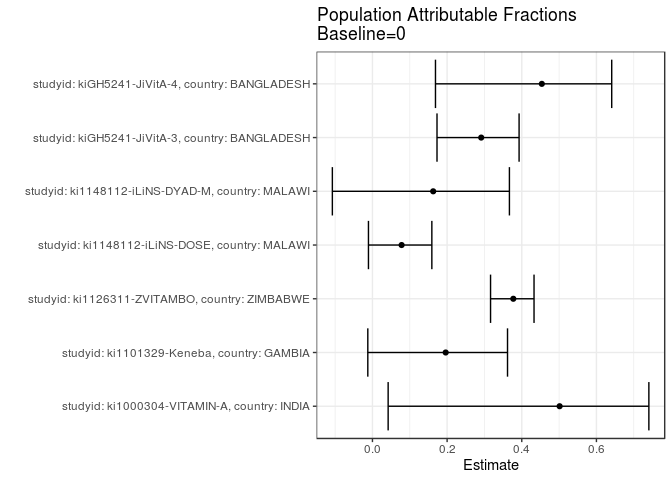 Population Attributable Fractions
Baseline=0
studyid: kiGH5241-JiVitA-4, country: BANGLADESH
studyid: kiGH5241-JiVitA-3, country: BANGLADESH
studyid: ki1148112-iLiNS-DYAD-M, country: MALAWI
studyid: ki1148112-iLiNS-DOSE, country: MALAWI
studyid: ki1126311-ZVITAMBO, country: ZIMBABWE
studyid: ki1101329-Keneba, country: GAMBIA
studyid: ki1000304-VITAMIN-A, country: INDIA
0.0 0.2 0.4 0.6
Estimate